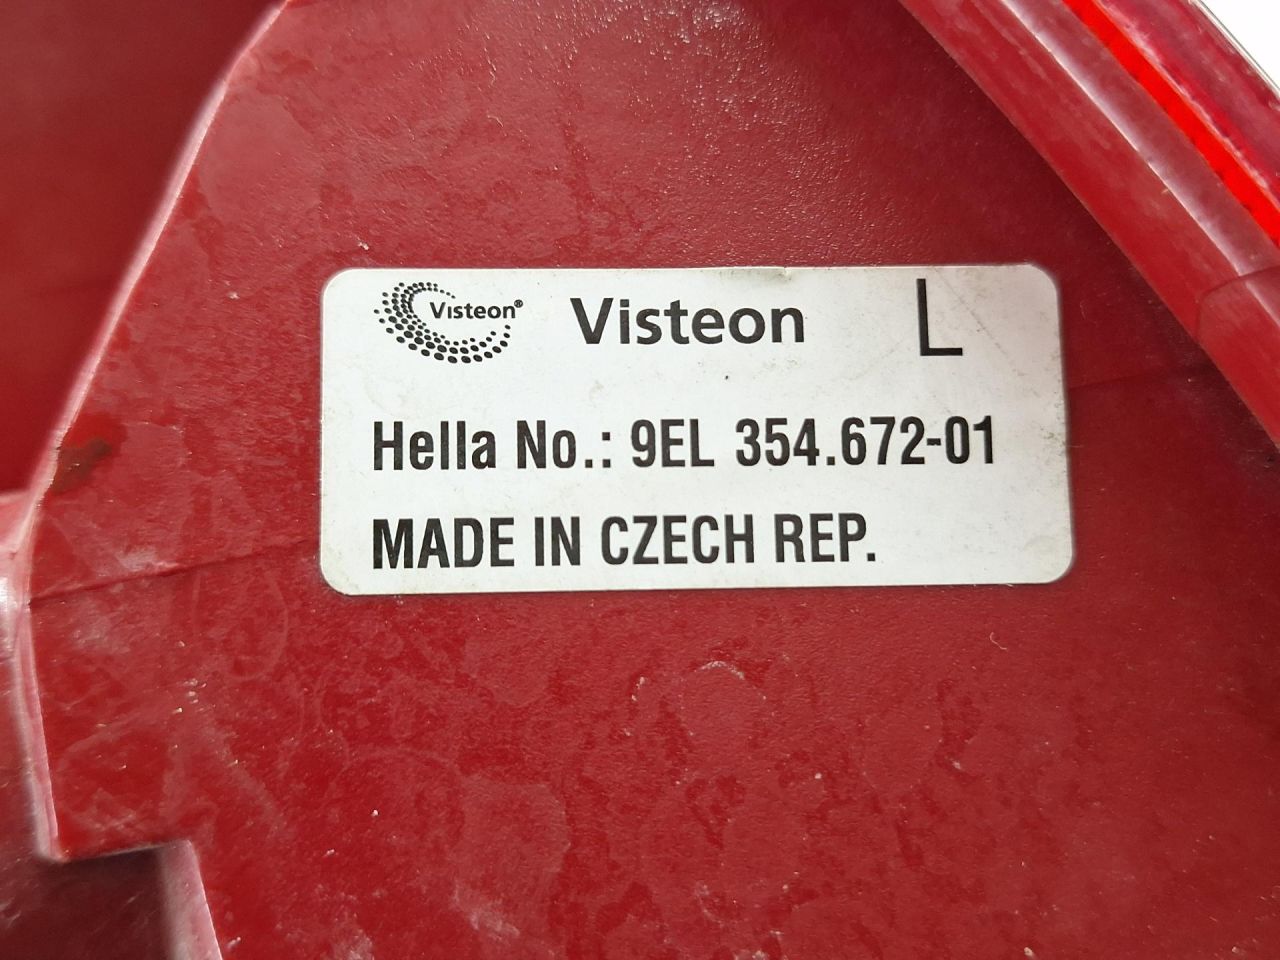 Visteon® Visteon L
Hella No.: 9EL 354.672-01
MADE IN CZECH REP.